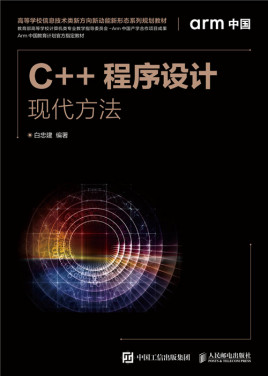 高等学校信息技术类新方向新动能新形态系列规划教材
教育部高等学校计算机类专业教学指导委员会-Arm中国产学合作项目成果
Arm中国教育计划官方指定教材
arm 中国
C++ 程序设计
现代方法
白忠建 编著
中国工信出版集团
人民邮电出版社